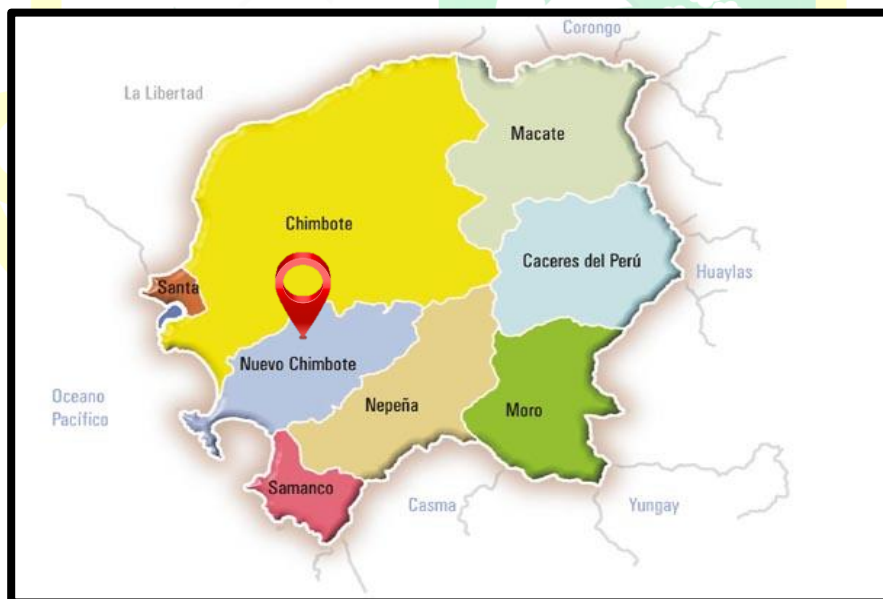 Corongo
La Libertad
Macate
Chimbote
Caceres del Perú
Huaylas
Santa
Nuevo Chimbote
Oceano
Pacífico
Nepeña
Moro
Samanco
Casma
Yungay